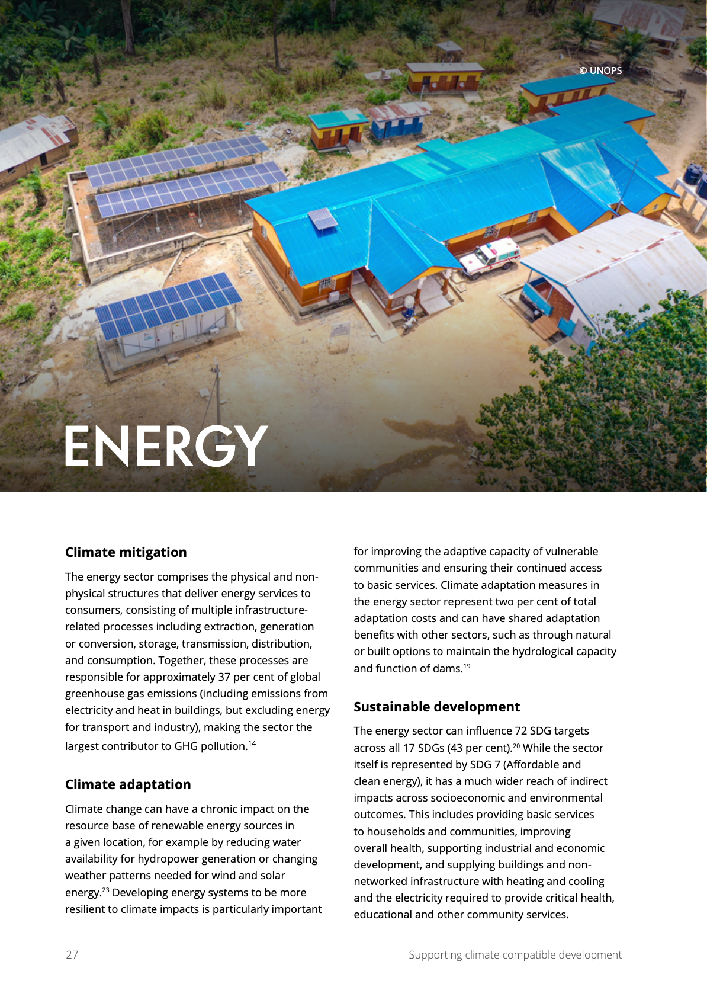 © UNOPS
ENERGY
Climate mitigation
The energy sector comprises the physical and non-
physical structures that deliver energy services to
consumers, consisting of multiple infrastructure-
related processes including extraction, generation
or conversion, storage, transmission, distribution,
and consumption. Together, these processes are
responsible for approximately 37 per cent of global
greenhouse gas emissions (including emissions from
electricity and heat in buildings, but excluding energy
for transport and industry), making the sector the
largest contributor to GHG pollution.14
Climate adaptation
Climate change can have a chronic impact on the
resource base of renewable energy sources in
a given location, for example by reducing water
availability for hydropower generation or changing
weather patterns needed for wind and solar
energy.23 Developing energy systems to be more
resilient to climate impacts is particularly important
for improving the adaptive capacity of vulnerable
communities and ensuring their continued access
to basic services. Climate adaptation measures in
the energy sector represent two per cent of total
adaptation costs and can have shared adaptation
benefits with other sectors, such as through natural
or built options to maintain the hydrological capacity
and function of dams.19
Sustainable development
The energy sector can influence 72 SDG targets
across all 17 SDGs (43 per cent).20 While the sector
itself is represented by SDG 7 (Affordable and
clean energy), it has a much wider reach of indirect
impacts across socioeconomic and environmental
outcomes. This includes providing basic services
to households and communities, improving
overall health, supporting industrial and economic
development, and supplying buildings and non-
networked infrastructure with heating and cooling
and the electricity required to provide critical health,
educational and other community services.
27
Supporting climate compatible development